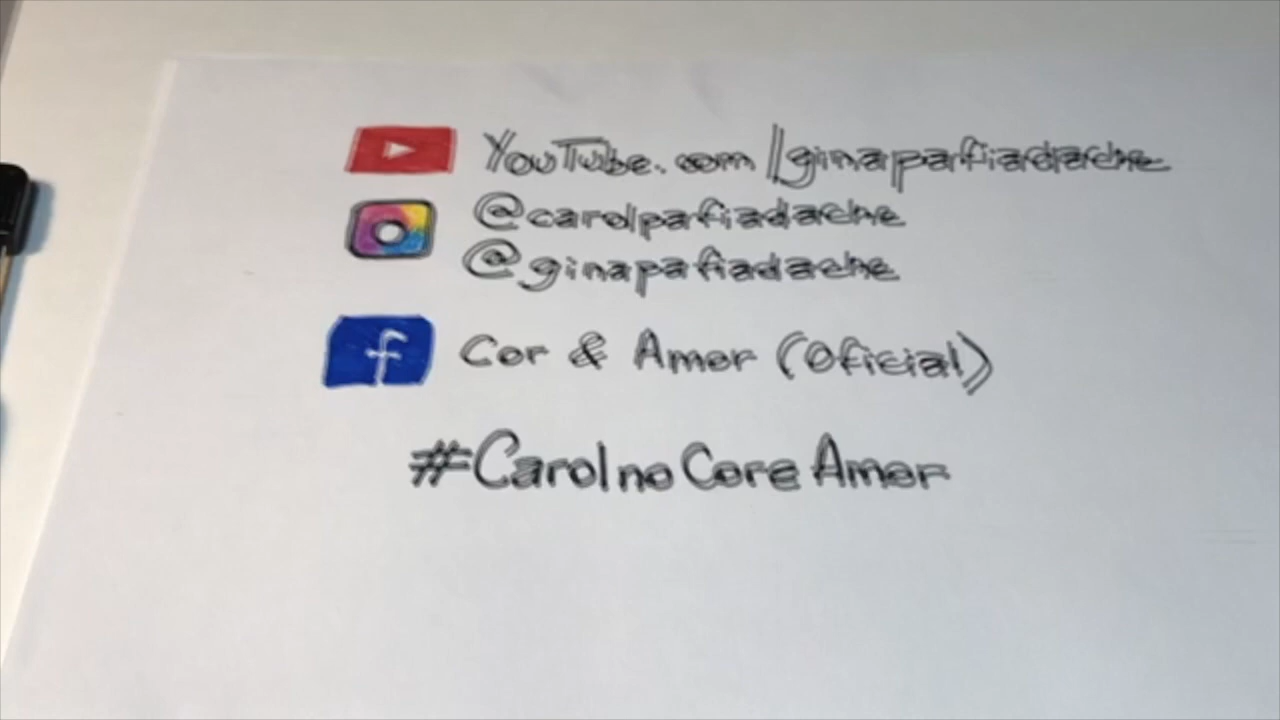 YouTube.com/ginapafiadache
@carolpafiadache
@ginapafiadache
f Cor & Amor (Oficial)
#CarolnoCoreAmor